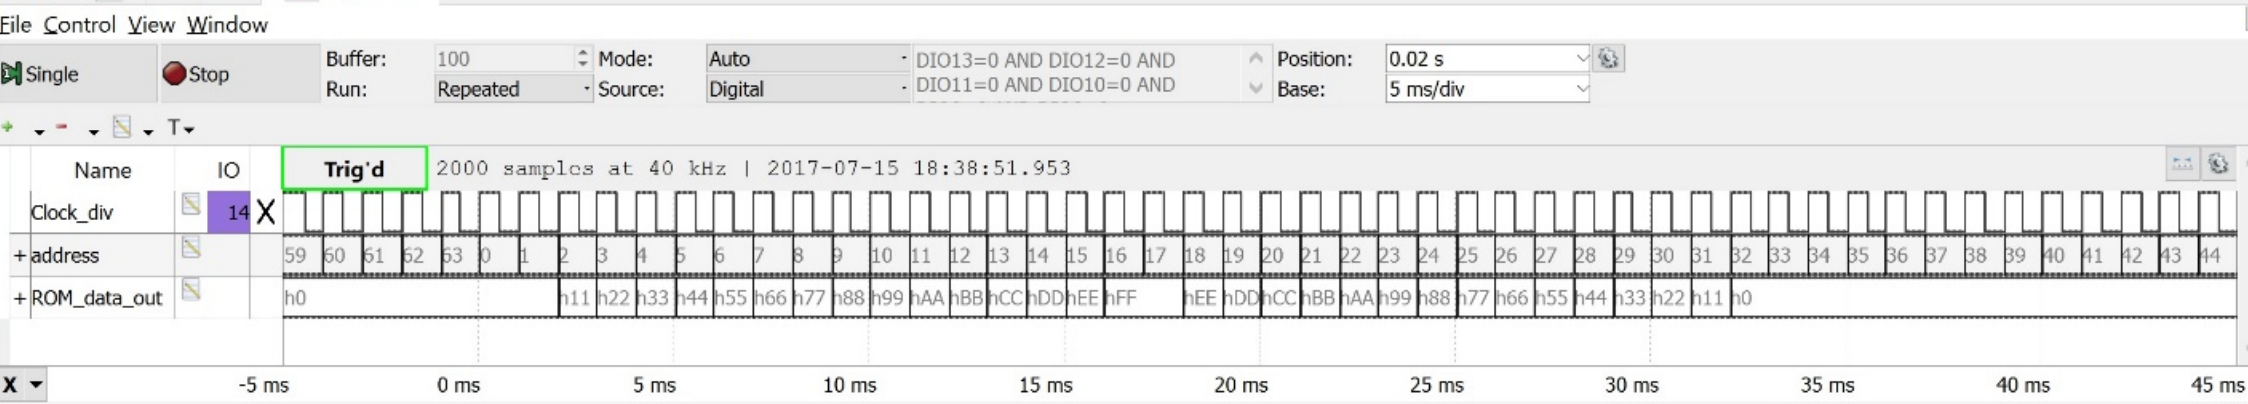 File Control View Window
Single Stop Buffer: 100 Mode: Auto DIO13=0 AND DIO12=0 AND Position: 0.02 s
Run: Repeated Source: Digital DIO11=0 AND DIO10=0 AND Base: 5 ms/div
+ - T
Name IO Trig'd 2000 samples at 40 kHz | 2017-07-15 18:38:51.953
Clock_div 14 X
+ address 59 60 61 62 63 0 1 2 3 4 5 6 7 8 9 10 11 12 13 14 15 16 17 18 19 20 21 22 23 24 25 26 27 28 29 30 31 32 33 34 35 36 37 38 39 40 41 42 43 44
+ ROM_data_out h0 h11 h22 h33 h44 h55 h66 h77 h88 h99 hAA hBB hCC hDD hEE hFF hEE hDD hCC hBB hAA h99 h88 h77 h66 h55 h44 h33 h22 h11 h0
X -5 ms 0 ms 5 ms 10 ms 15 ms 20 ms 25 ms 30 ms 35 ms 40 ms 45 ms